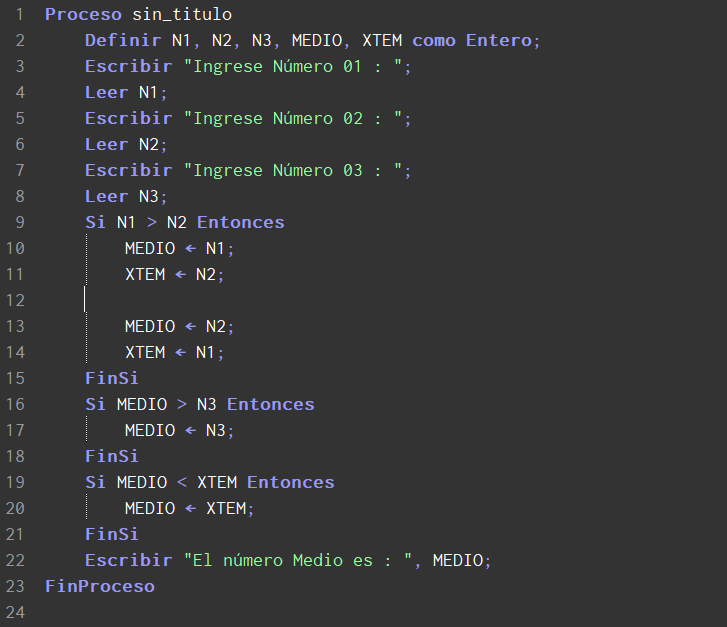 1 Proceso sin_titulo
2 Definir N1, N2, N3, MEDIO, XTEM como Entero;
3 Escribir "Ingrese Número 01 : ";
4 Leer N1;
5 Escribir "Ingrese Número 02 : ";
6 Leer N2;
7 Escribir "Ingrese Número 03 : ";
8 Leer N3;
9 Si N1 > N2 Entonces
10 MEDIO ← N1;
11 XTEM ← N2;
12
13 MEDIO ← N2;
14 XTEM ← N1;
15 FinSi
16 Si MEDIO > N3 Entonces
17 MEDIO ← N3;
18 FinSi
19 Si MEDIO < XTEM Entonces
20 MEDIO ← XTEM;
21 FinSi
22 Escribir "El número Medio es : ", MEDIO;
23 FinProceso
24